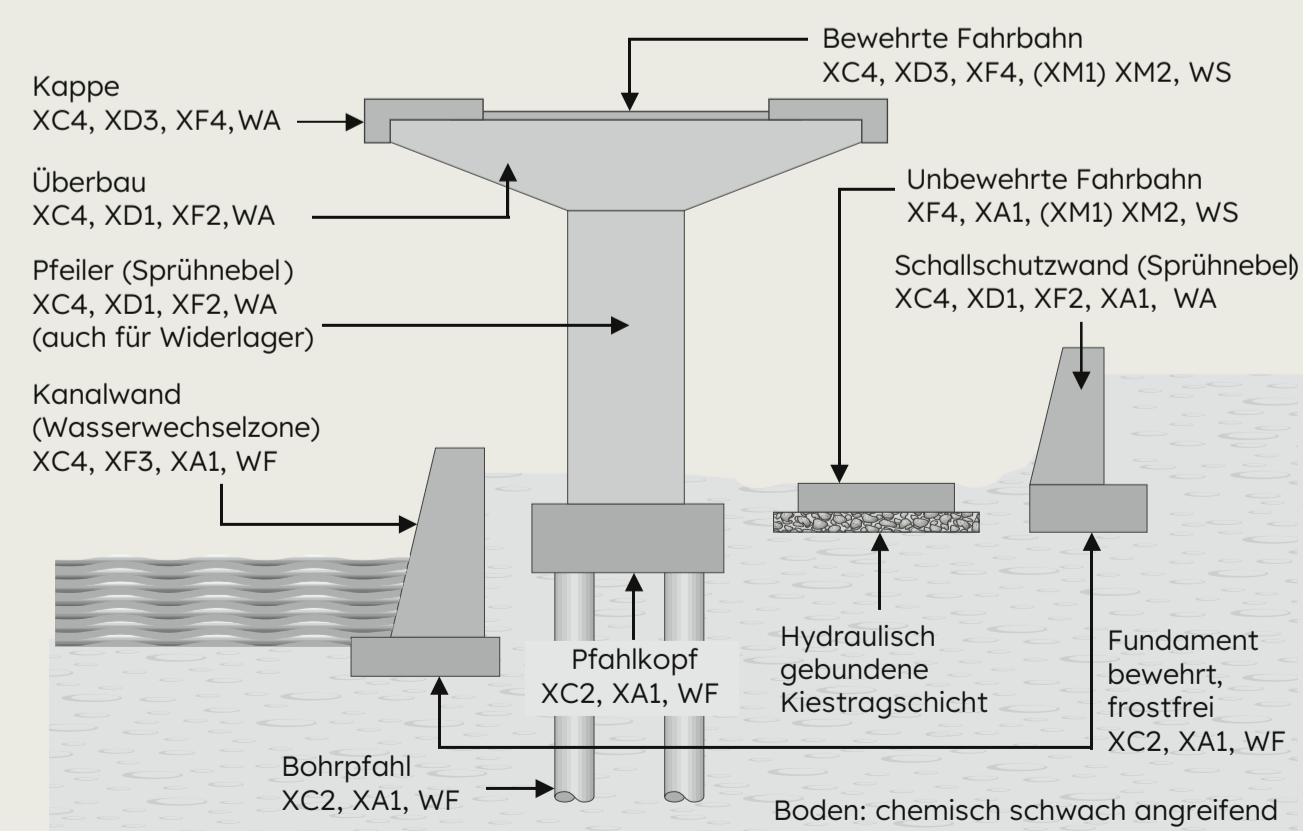 Bewehrte Fahrbahn
XC4, XD3, XF4, (XM1) XM2, WS
Kappe
XC4, XD3, XF4, WA
Überbau
XC4, XD1, XF2, WA
Unbewehrte Fahrbahn
XF4, XA1, (XM1) XM2, WS
Pfeiler (Sprühnebel)
XC4, XD1, XF2, WA
(auch für Widerlager)
Schallschutzwand (Sprühnebel)
XC4, XD1, XF2, XA1, WA
Kanalwand
(Wasserwechselzone)
XC4, XF3, XA1, WF
Pfahlkopf
XC2, XA1, WF
Hydraulisch
gebundene
Kiestragschicht
Fundament
bewehrt,
frostfrei
XC2, XA1, WF
Bohrpfahl
XC2, XA1, WF
Boden: chemisch schwach angreifend